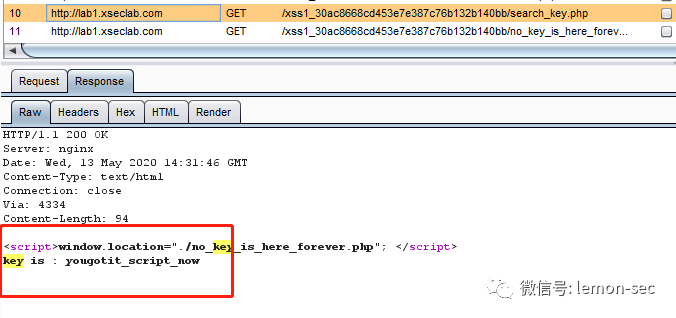 10 http://lab1.xseclab.com GET /xss1_30ac8668cd453e7e387c76b132b140bb/search_key.php
11 http://lab1.xseclab.com GET /xss1_30ac8668cd453e7e387c76b132b140bb/no_key_is_here_forev...
Request Response
Raw Headers Hex HTML Render
HTTP/1.1 200 OK
Server: nginx
Date: Wed, 13 May 2020 14:31:46 GMT
Content-Type: text/html
Connection: close
Via: 4334
Content-Length: 94
<script>window.location="./no_key_is_here_forever.php"; </script>
key is : yougotit_script_now
微信号: lemon-sec